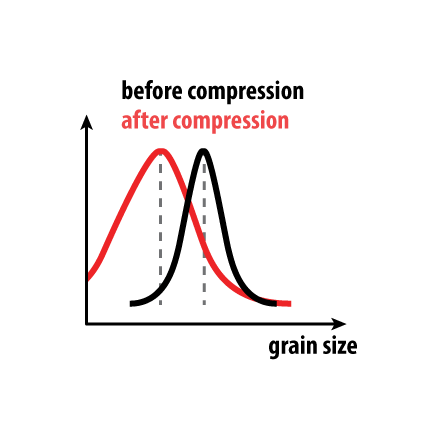 before compression
after compression
grain size